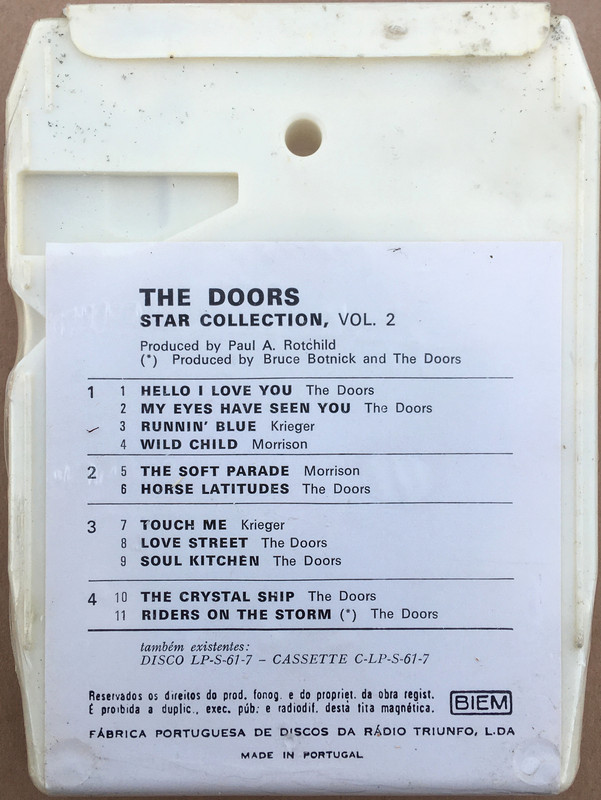 THE DOORS
STAR COLLECTION, VOL. 2
Produced by Paul A. Rotchild
(*) Produced by Bruce Botnick and The Doors
1 1 HELLO I LOVE YOU The Doors
2 MY EYES HAVE SEEN YOU The Doors
3 RUNNIN' BLUE Krieger
4 WILD CHILD Morrison
2 5 THE SOFT PARADE Morrison
6 HORSE LATITUDES The Doors
3 7 TOUCH ME Krieger
8 LOVE STREET The Doors
9 SOUL KITCHEN The Doors
4 10 THE CRYSTAL SHIP The Doors
11 RIDERS ON THE STORM (*) The Doors
também existentes:
DISCO LP-S-61-7 – CASSETTE C-LP-S-61-7
Reservados os direitos do prod. fonog. e do propriet. da obra regist.
É proibida a duplic., exec. púb. e radiodif. desta fita magnética.
BIEM
FÁBRICA PORTUGUESA DE DISCOS DA RÁDIO TRIUNFO, L.DA
MADE IN PORTUGAL